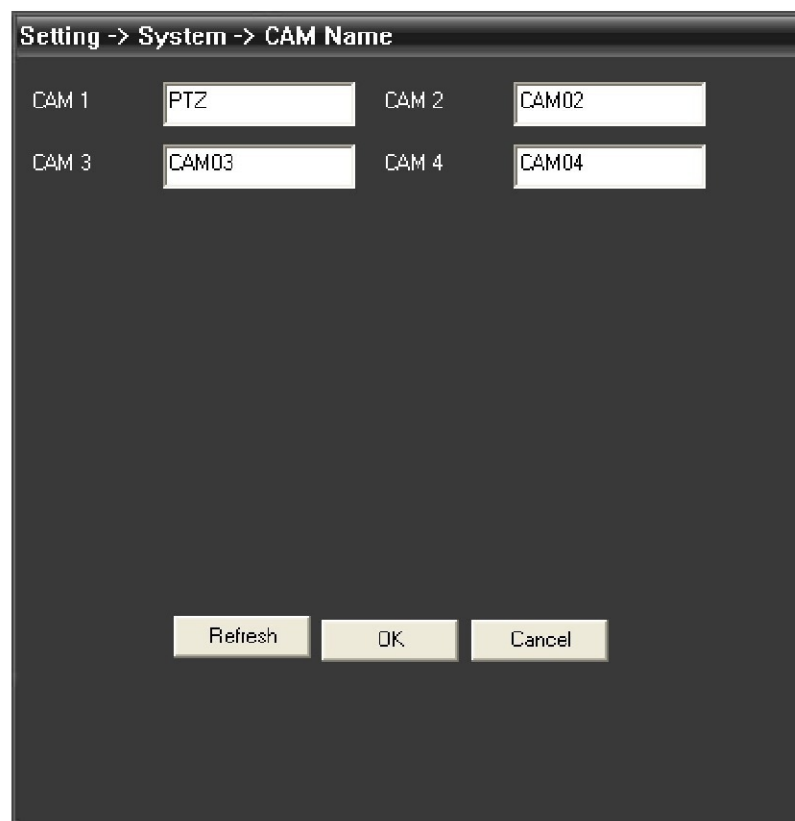 Setting -> System -> CAM Name
CAM 1 PTZ CAM 2 CAM02
CAM 3 CAM03 CAM 4 CAM04
Refresh OK Cancel